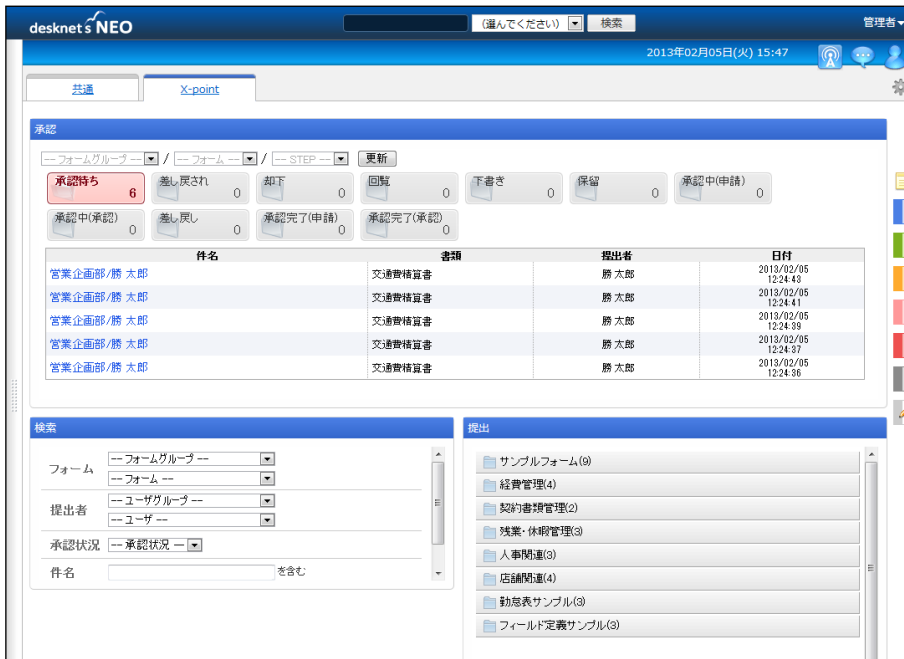 desknet's NEO
(選んでください) 検索 管理者
2013年02月05日(火) 15:47
共通 X-point
承認
-- フォームグループ -- / -- フォーム -- / -- STEP -- 更新
承認待ち 6 差し戻され 0 却下 0 回覧 0 下書き 0 保留 0 承認中(申請) 0
承認中(承認) 0 差し戻し 0 承認完了(申請) 0 承認完了(承認) 0
件名 書類 提出者 日付
営業企画部/勝 太郎 交通費精算書 勝 太郎 2013/02/05 12:24:43
営業企画部/勝 太郎 交通費精算書 勝 太郎 2013/02/05 12:24:41
営業企画部/勝 太郎 交通費精算書 勝 太郎 2013/02/05 12:24:39
営業企画部/勝 太郎 交通費精算書 勝 太郎 2013/02/05 12:24:37
営業企画部/勝 太郎 交通費精算書 勝 太郎 2013/02/05 12:24:36
検索
フォーム -- フォームグループ --
-- フォーム --
提出者 -- ユーザグループ --
-- ユーザ --
承認状況 -- 承認状況 --
件名 を含む
提出
サンプルフォーム(9)
経費管理(4)
契約書類管理(2)
残業・休暇管理(3)
人事関連(3)
店舗関連(4)
勤怠表サンプル(3)
フィールド定義サンプル(3)